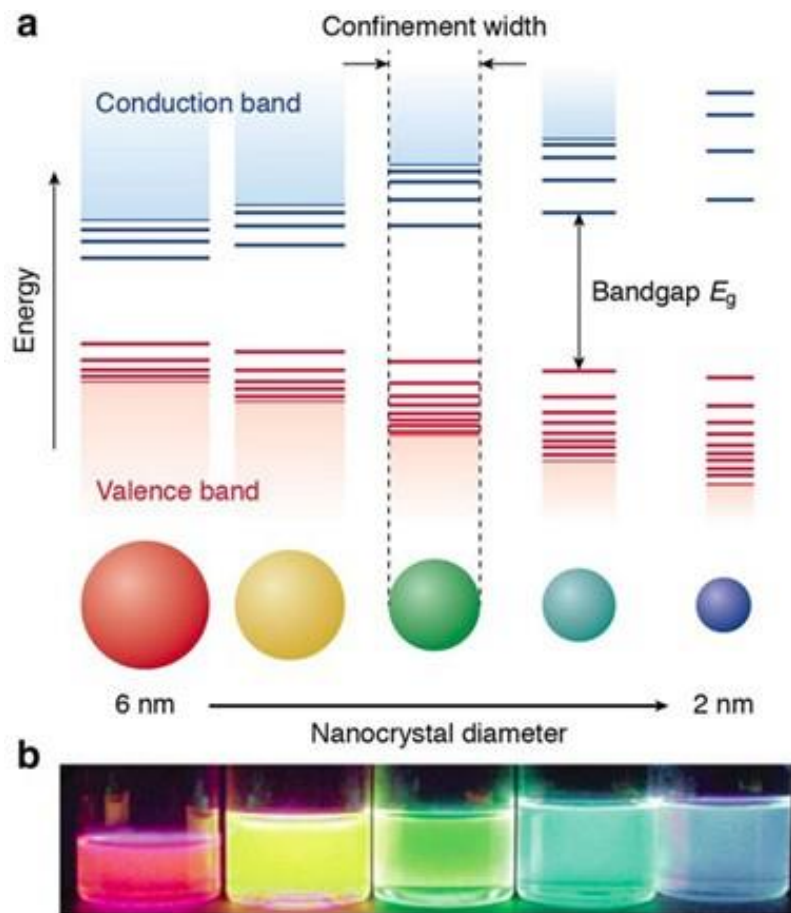 a
Confinement width
Conduction band
Energy
Bandgap Eg
Valence band
6 nm
2 nm
Nanocrystal diameter
b